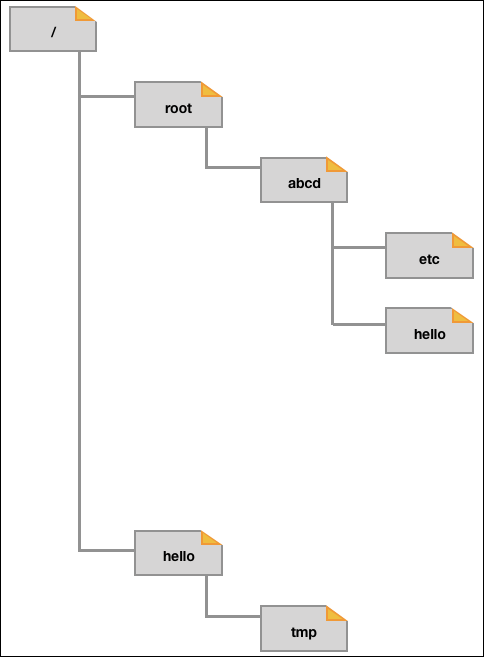 /
root
abcd
etc
hello
hello
tmp